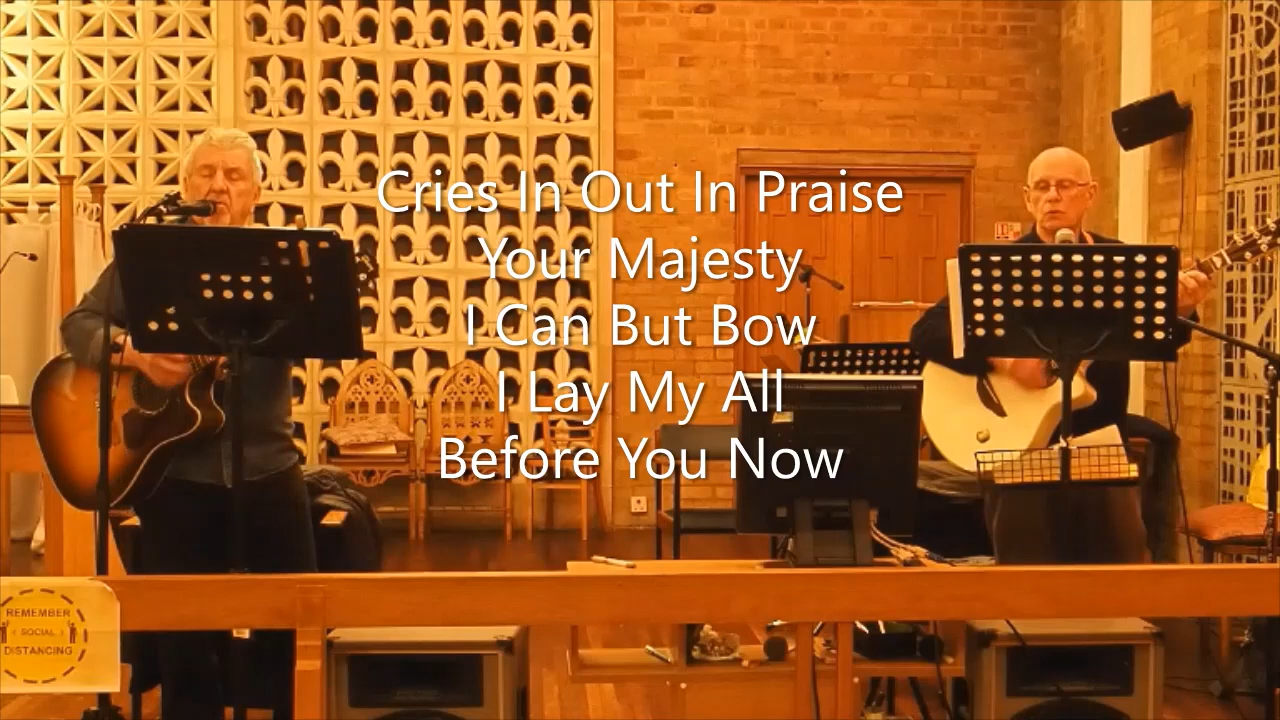 Cries In Out In Praise
Your Majesty
I Can But Bow
I Lay My All
Before You Now
REMEMBER
SOCIAL
DISTANCING